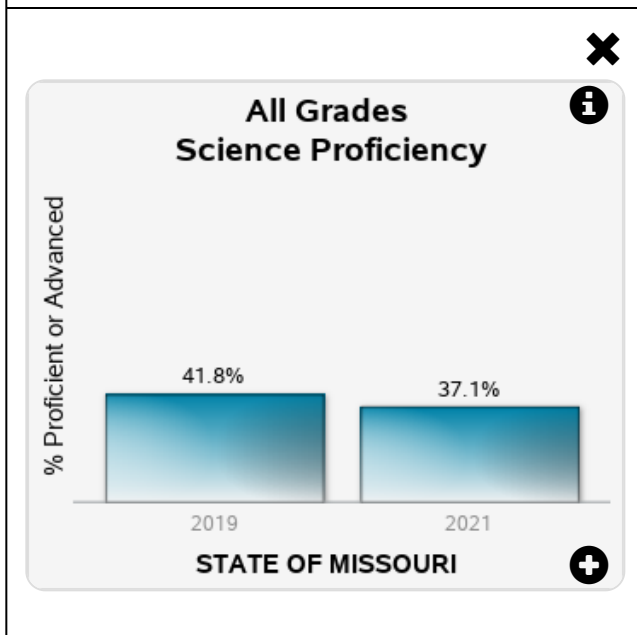 All Grades
Science Proficiency
% Proficient or Advanced
41.8%
37.1%
2019
2021
STATE OF MISSOURI